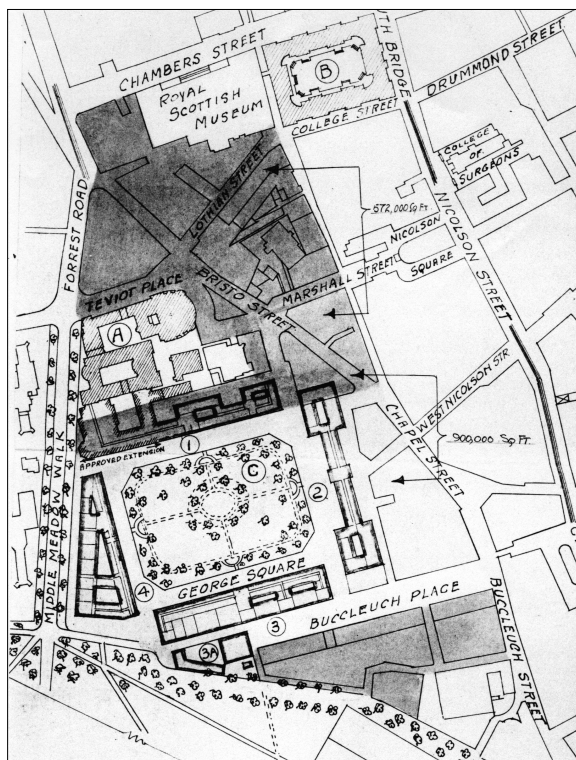 CHAMBERS STREET
ROYAL
SCOTTISH
MUSEUM
B
UTH BRIDGE
DRUMMOND STREET
COLLEGE STREET
COLLEGE
OF
SURGEONS
LOTHIAN STREET
572,000 SQ FT.
FORREST ROAD
NICOLSON
SQUARE
NICOLSON STREET
MARSHALL STREET
TEVIOT PLACE
BRISTO STREET
A
WEST NICOLSON STR
CHAPEL STREET
900,000 SQ FT.
APPROVED EXTENSION
1
C
2
MIDDLE MEADOW WALK
GEORGE SQUARE
4
BUCCLEUCH PLACE
3
3A
BUCCLEUCH STREET